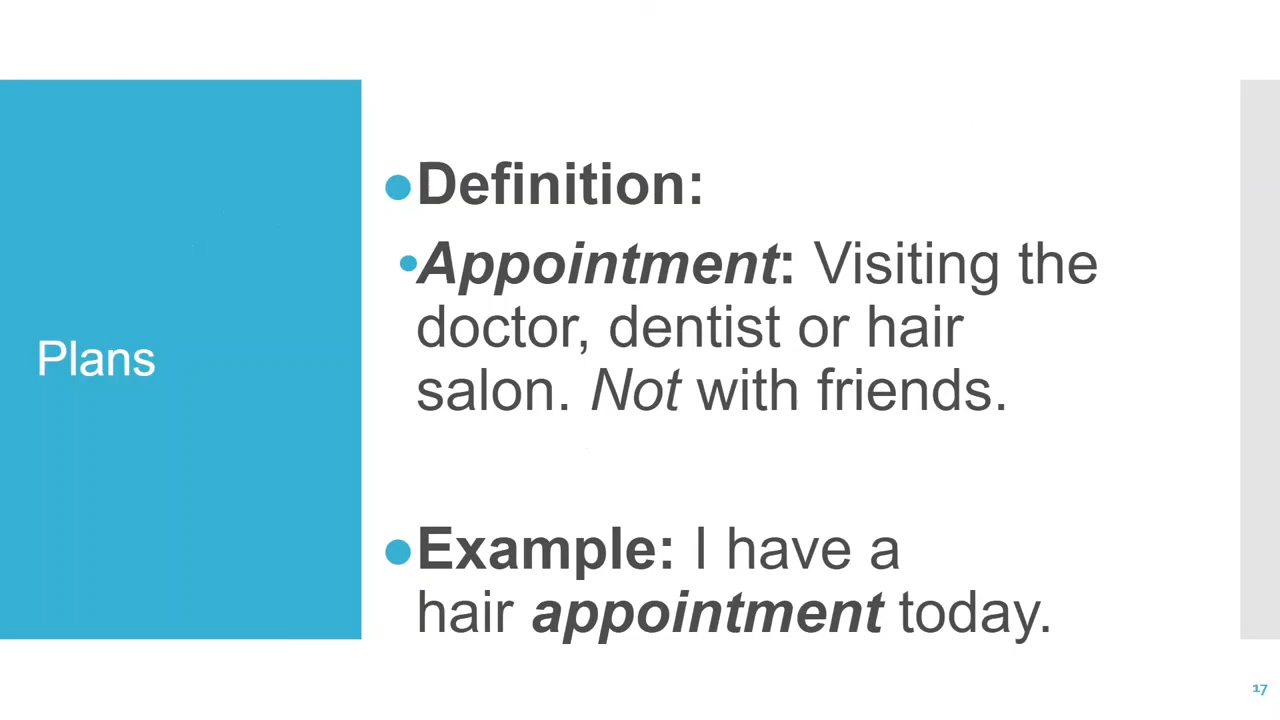 Plans
●Definition:
•Appointment: Visiting the
doctor, dentist or hair
salon. Not with friends.
●Example: I have a
hair appointment today.
17